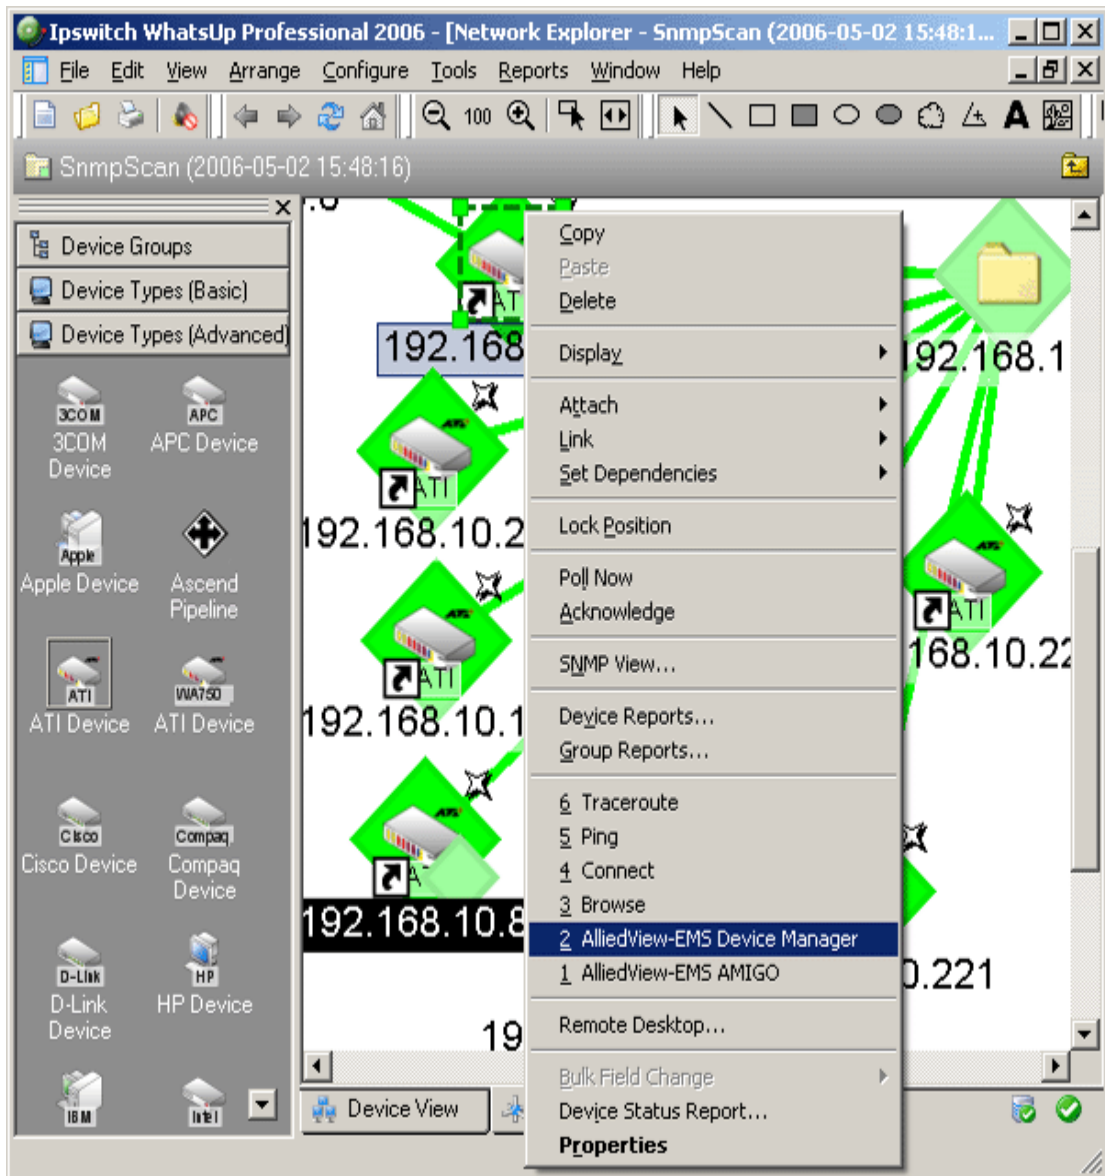 Ipswitch WhatsUp Professional 2006 - [Network Explorer - SnmpScan (2006-05-02 15:48:1...
File Edit View Arrange Configure Tools Reports Window Help
100 A
SnmpScan (2006-05-02 15:48:16)
Device Groups
Device Types (Basic)
Device Types (Advanced)
3COM
3COM Device
APC
APC Device
Apple
Apple Device
Ascend Pipeline
ATI
ATI Device
WA750
ATI Device
Cisco
Cisco Device
Compaq
Compaq Device
D-Link
D-Link Device
HP
HP Device
IBM
Intel
192.168
ATI
192.168.10.2
ATI
192.168.10.1
192.168.10.8
19
Copy
Paste
Delete
Display
Attach
Link
Set Dependencies
Lock Position
Poll Now
Acknowledge
SNMP View...
Device Reports...
Group Reports...
6 Traceroute
5 Ping
4 Connect
3 Browse
2 AlliedView-EMS Device Manager
1 AlliedView-EMS AMIGO
Remote Desktop...
Bulk Field Change
Device Status Report...
Properties
192.168.1
ATI
168.10.22
0.221
Device View